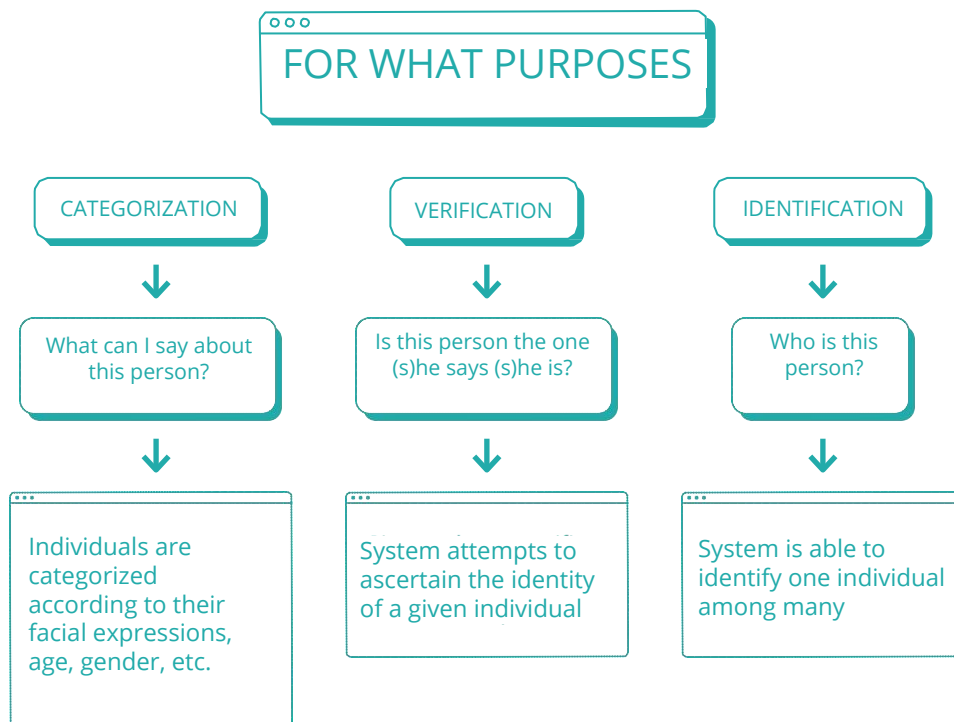 FOR WHAT PURPOSES
CATEGORIZATION
VERIFICATION
IDENTIFICATION
What can I say about
this person?
Is this person the one
(s)he says (s)he is?
Who is this
person?
Individuals are
categorized
according to their
facial expressions,
age, gender, etc.
System attempts to
ascertain the identity
of a given individual
System is able to
identify one individual
among many